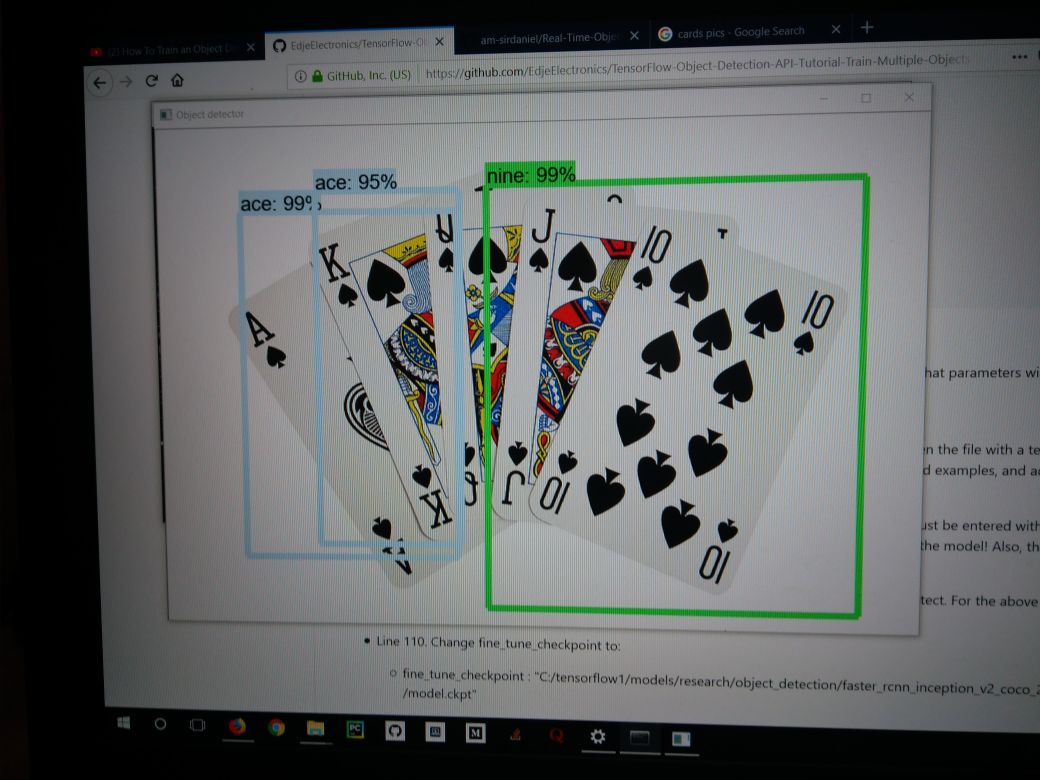 (2) How To Train an Object De
EdjeElectronics/TensorFlow-Ob
am-sirdaniel/Real-Time-Obje
cards pics - Google Search
GitHub, Inc. (US)
https://github.com/EdjeElectronics/TensorFlow-Object-Detection-API-Tutorial-Train-Multiple-Objects
Object detector
ace: 99%
ace: 95%
nine: 99%
A
K
J
10
10
K
J
10
10
A
hat parameters wi
n the file with a te
d examples, and a
ust be entered with
the model! Also, th
tect. For the above
Line 110. Change fine_tune_checkpoint to:
fine_tune_checkpoint : "C:/tensorflow1/models/research/object_detection/faster_rcnn_inception_v2_coco_2
/model.ckpt"
PC
M
Q